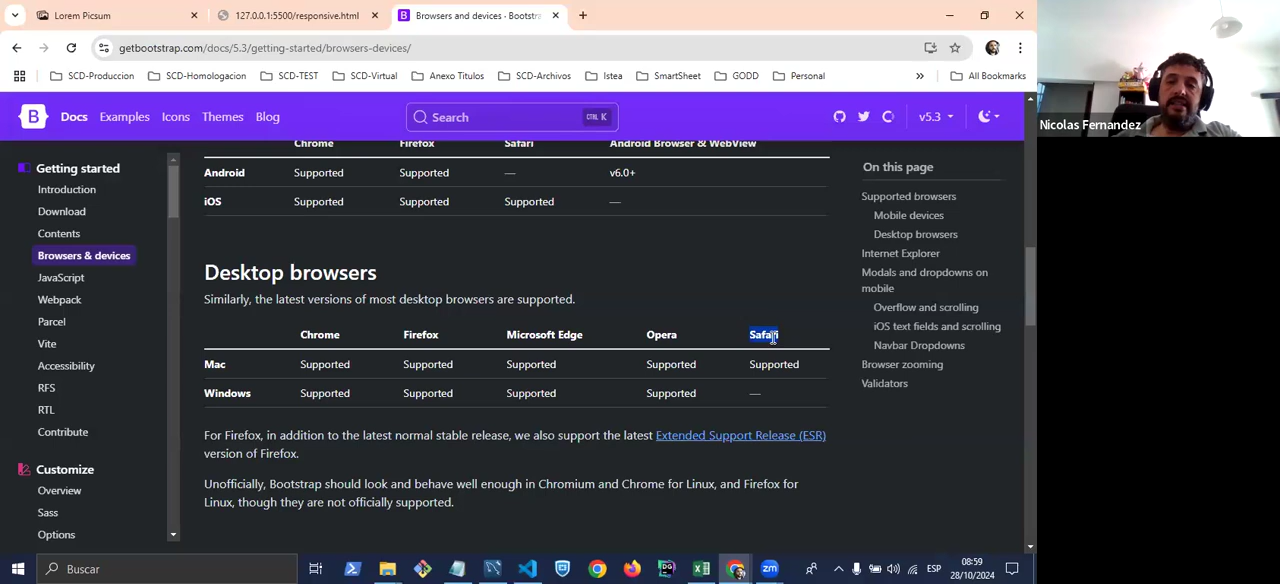 Lorem Picsum
127.0.0.1:5500/responsive.html
Browsers and devices · Bootstra
getbootstrap.com/docs/5.3/getting-started/browsers-devices/
SCD-Produccion
SCD-Homologacion
SCD-TEST
SCD-Virtual
Anexo Titulos
SCD-Archivos
Istea
SmartSheet
GODD
Personal
»
All Bookmarks
B
Docs
Examples
Icons
Themes
Blog
Search
CTRL K
v5.3
Getting started
Introduction
Download
Contents
Browsers & devices
JavaScript
Webpack
Parcel
Vite
Accessibility
RFS
RTL
Contribute
Customize
Overview
Sass
Options
Chrome Firefox Safari Android Browser & WebView
Android Supported Supported — v6.0+
iOS Supported Supported Supported —
Desktop browsers
Similarly, the latest versions of most desktop browsers are supported.
Chrome Firefox Microsoft Edge Opera Safari
Mac Supported Supported Supported Supported Supported
Windows Supported Supported Supported Supported —
For Firefox, in addition to the latest normal stable release, we also support the latest Extended Support Release (ESR)
version of Firefox.
Unofficially, Bootstrap should look and behave well enough in Chromium and Chrome for Linux, and Firefox for
Linux, though they are not officially supported.
On this page
Supported browsers
Mobile devices
Desktop browsers
Internet Explorer
Modals and dropdowns on
mobile
Overflow and scrolling
iOS text fields and scrolling
Navbar Dropdowns
Browser zooming
Validators
Nicolas Fernandez
Buscar
zm
ESP
08:59
28/10/2024